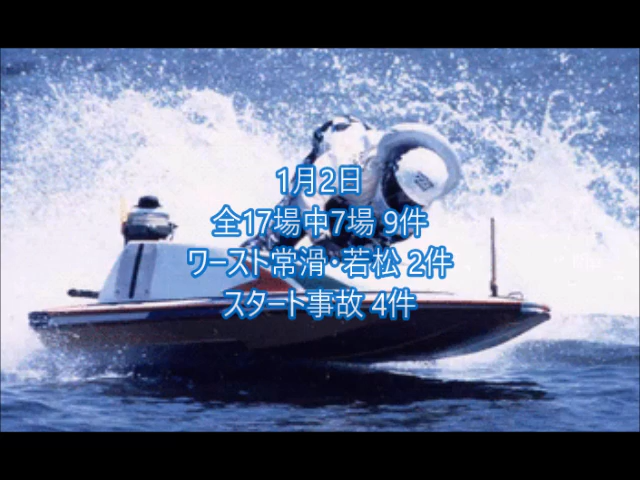 1月2日
全17場中7場 9件
ワースト常滑・若松 2件
スタート事故 4件